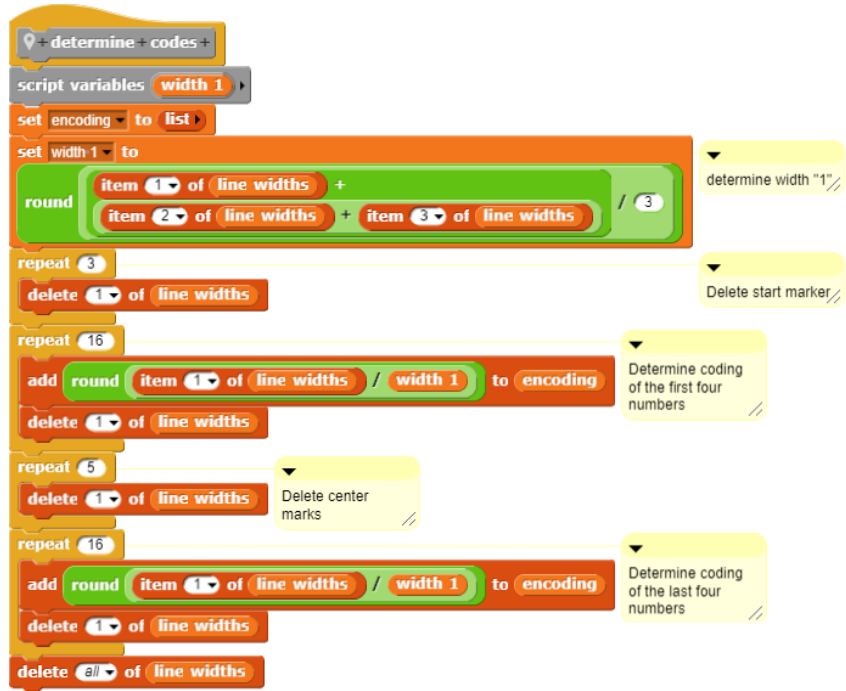 + determine + codes +
script variables width 1
set encoding to list
set width 1 to
determine width "1"
round item 1 of line widths +
item 2 of line widths + item 3 of line widths / 3
repeat 3
delete 1 of line widths
Delete start marker
repeat 16
add round item 1 of line widths / width 1 to encoding
delete 1 of line widths
Determine coding
of the first four
numbers
repeat 5
delete 1 of line widths
Delete center
marks
repeat 16
add round item 1 of line widths / width 1 to encoding
delete 1 of line widths
Determine coding
of the last four
numbers
delete all of line widths